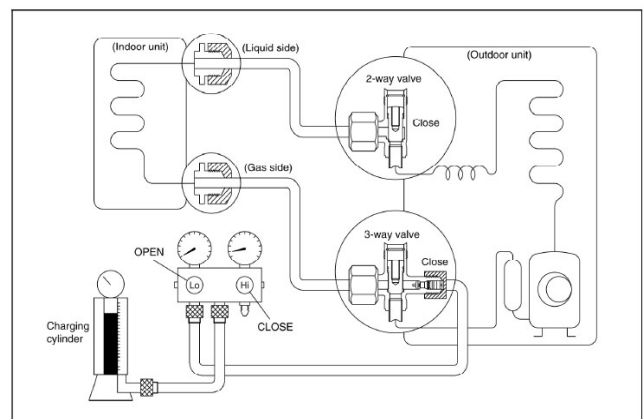 (Indoor unit)
(Liquid side)
(Outdoor unit)
2-way valve
Close
(Gas side)
3-way valve
Close
OPEN
Lo
Hi
CLOSE
Charging
cylinder